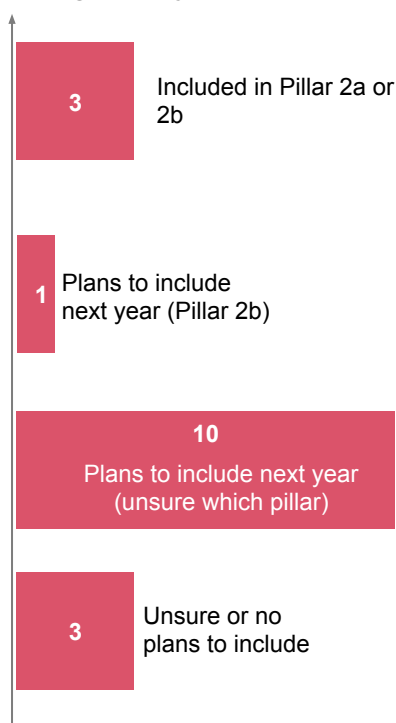 3
Included in Pillar 2a or
2b
1
Plans to include
next year (Pillar 2b)
10
Plans to include next year
(unsure which pillar)
3
Unsure or no
plans to include